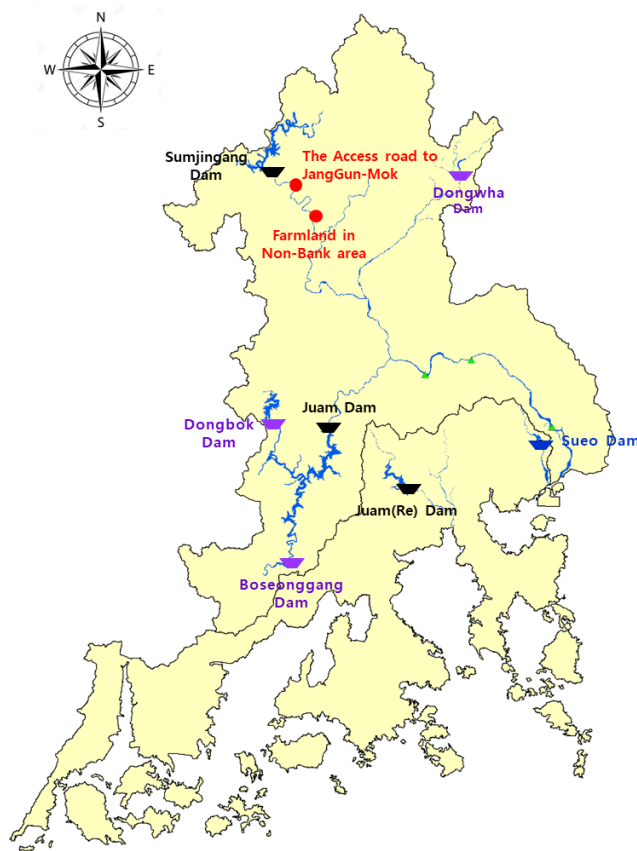 N
W
E
S
Sumjingang
Dam
The Access road to
JangGun-Mok
Dongwha
Dam
Farmland in
Non-Bank area
Juam Dam
Dongbok
Dam
Sueo Dam
Juam(Re) Dam
Boseonggang
Dam